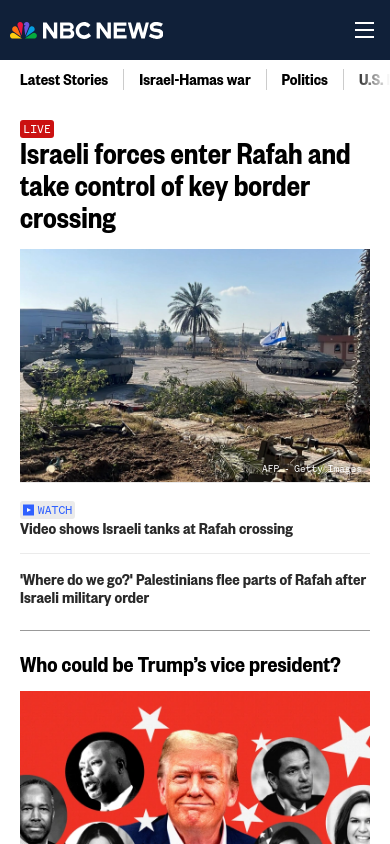 NBC NEWS
Latest Stories
Israel-Hamas war
Politics
U.S.
LIVE
Israeli forces enter Rafah and
take control of key border
crossing
AFP - Getty Images
WATCH
Video shows Israeli tanks at Rafah crossing
'Where do we go?' Palestinians flee parts of Rafah after
Israeli military order
Who could be Trump’s vice president?